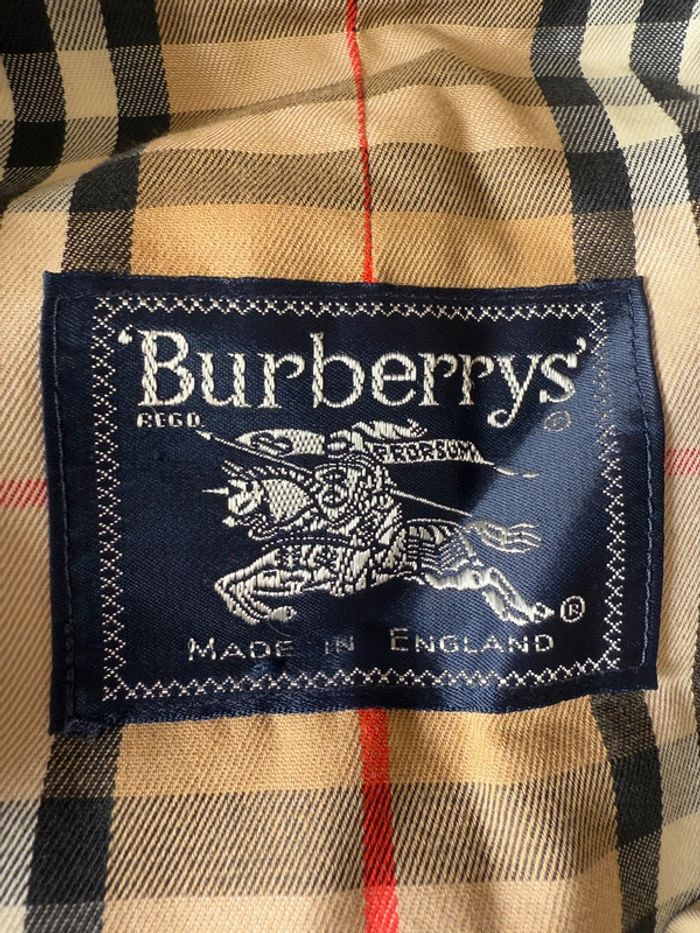 'Burberrys'
REGD.
®
PRORSUM
®
MADE IN ENGLAND